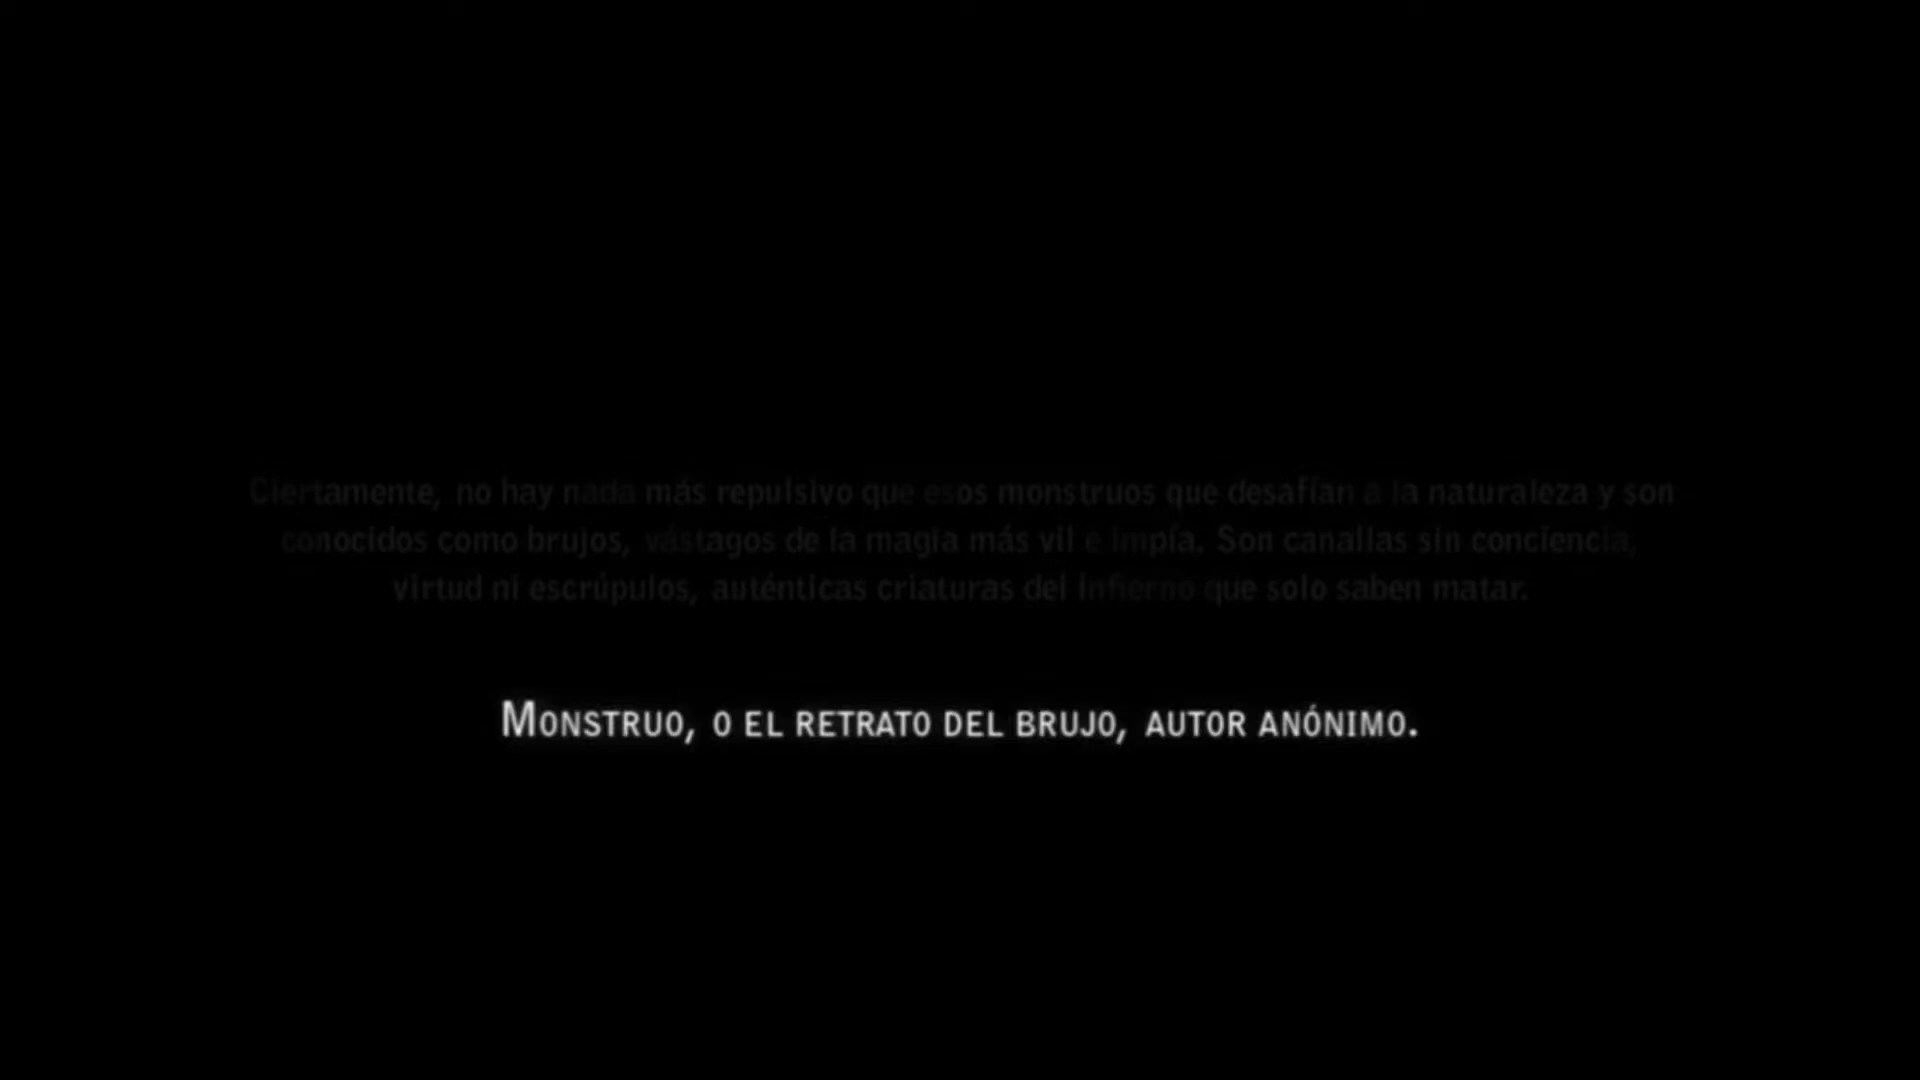 Ciertamente, no hay nada más repulsivo que esos monstruos que desafían a la naturaleza y son
conocidos como brujos, vástagos de la magia más vil e impía. Son canallas sin conciencia,
virtud ni escrúpulos, auténticas criaturas del infierno que solo saben matar.
Monstruo, o el retrato del brujo, autor anónimo.